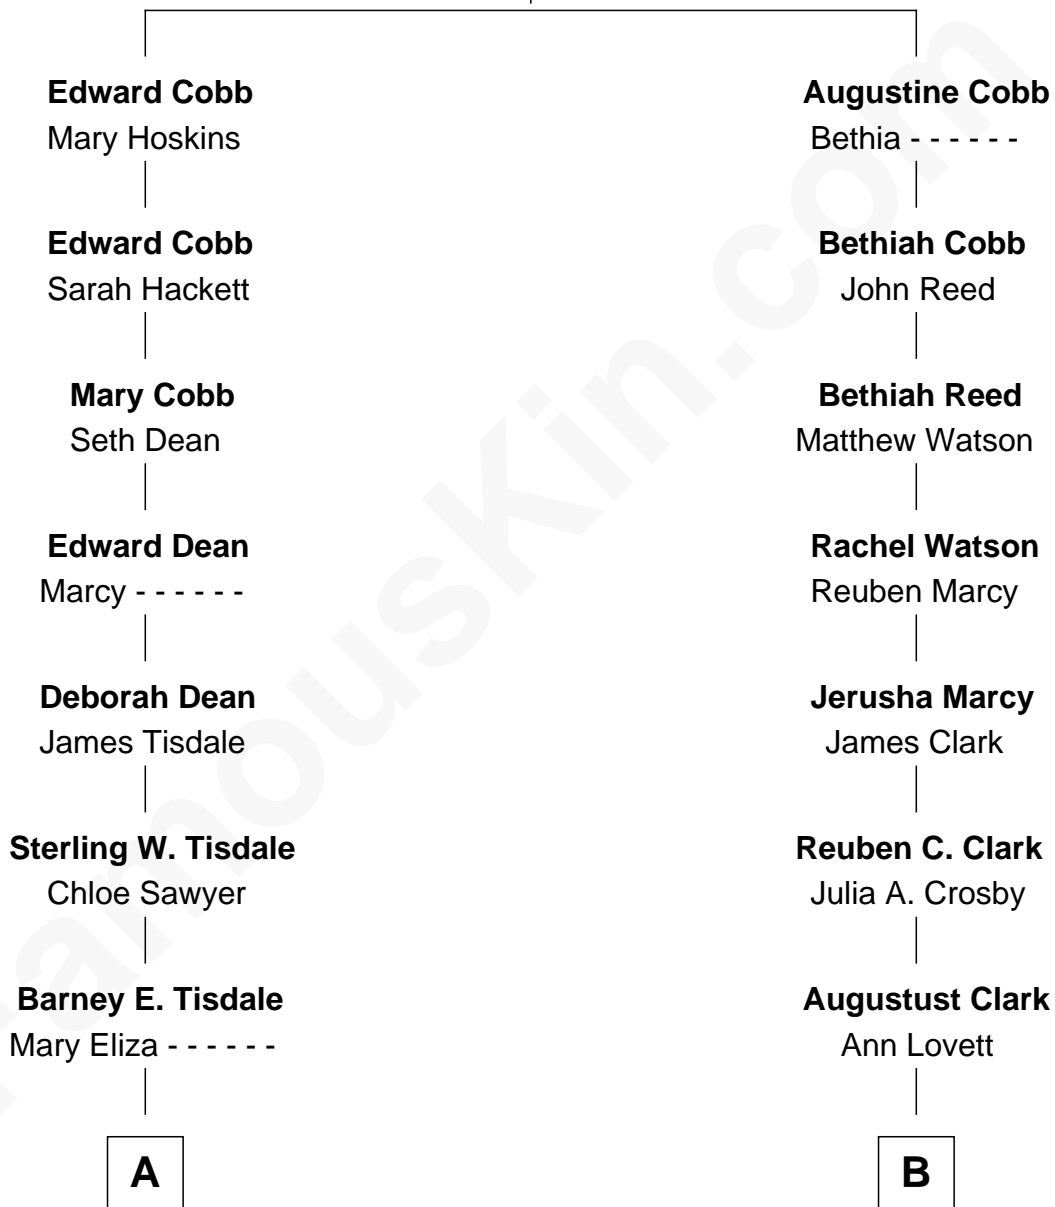 Edward Cobb
Mary Hoskins
Edward Cobb
Sarah Hackett
Mary Cobb
Seth Dean
Edward Dean
Marcy - - - - - -
Deborah Dean
James Tisdale
Sterling W. Tisdale
Chloe Sawyer
Barney E. Tisdale
Mary Eliza - - - - - -
A
Augustine Cobb
Bethia - - - - - -
Bethiah Cobb
John Reed
Bethiah Reed
Matthew Watson
Rachel Watson
Reuben Marcy
Jerusha Marcy
James Clark
Reuben C. Clark
Julia A. Crosby
Augustust Clark
Ann Lovett
B
FamousKin.com